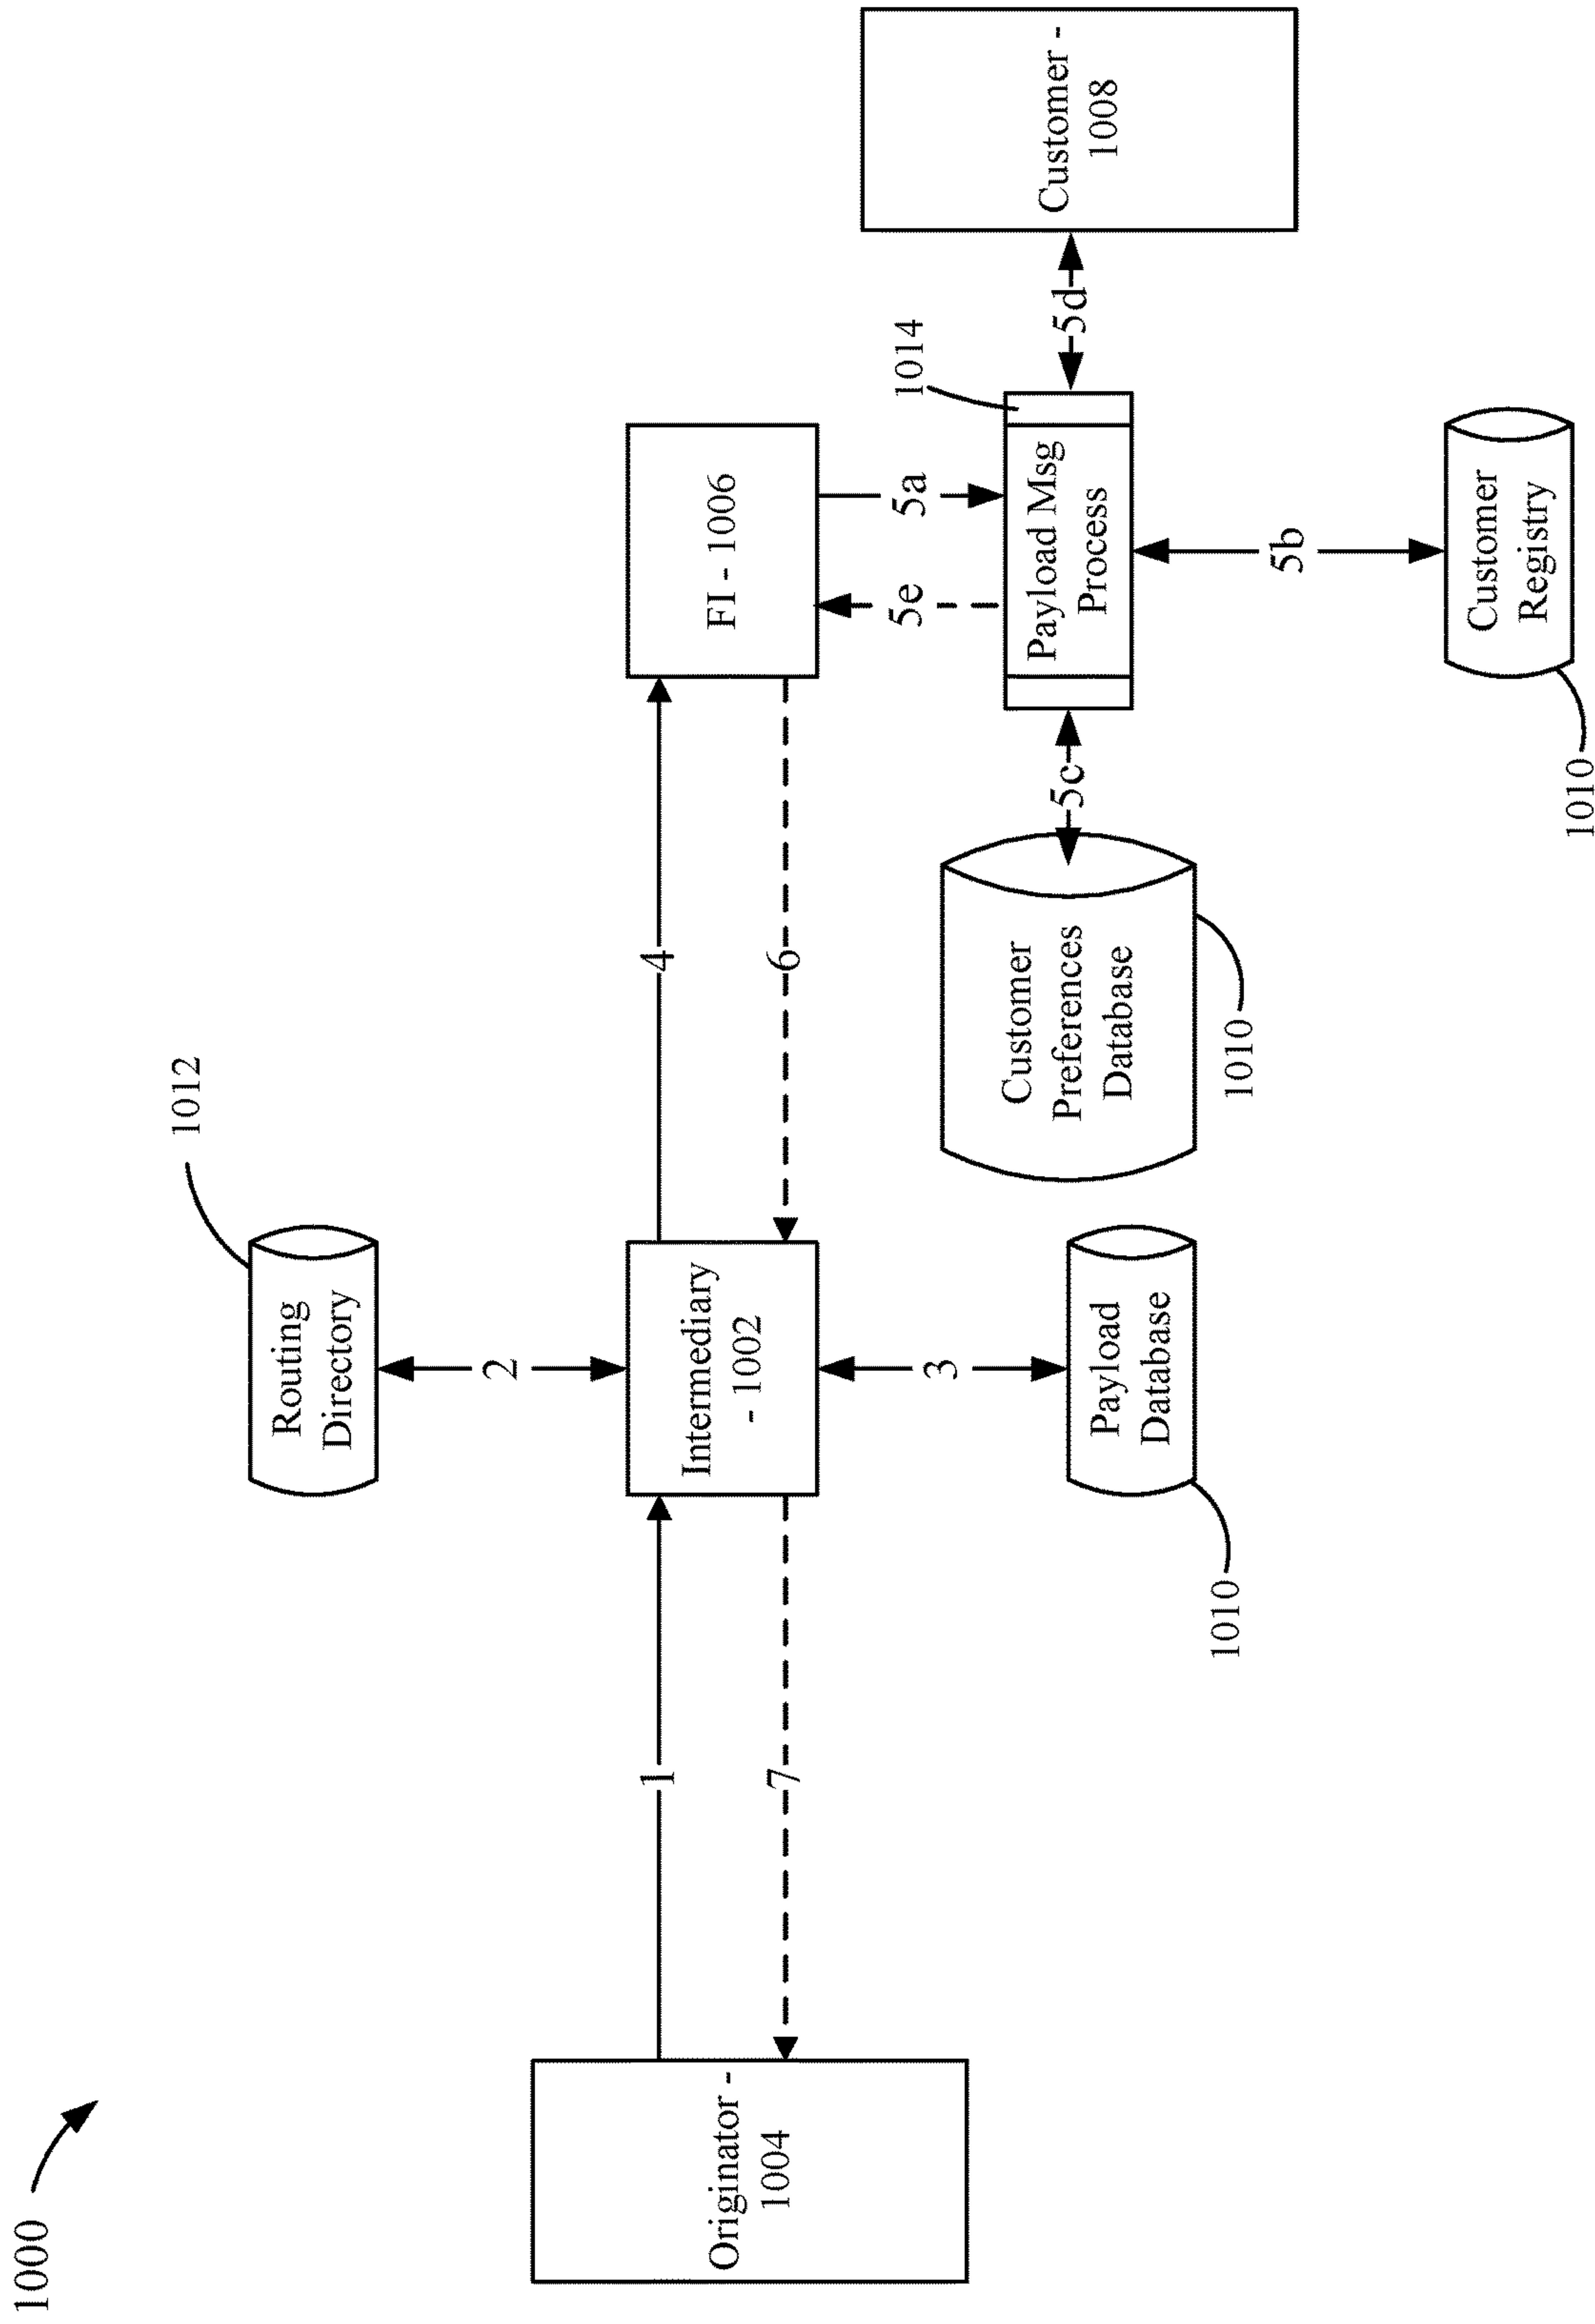 1000
1012
Routing
Directory
Originator -
1004
1
7
2
Intermediary
- 1002
3
4
6
FI - 1006
5e
5a
Payload
Database
1010
Customer
Preferences
Database
1010
5c
Payload Msg
Process
1014
5d
Customer -
1008
5b
Customer
Registry
1010